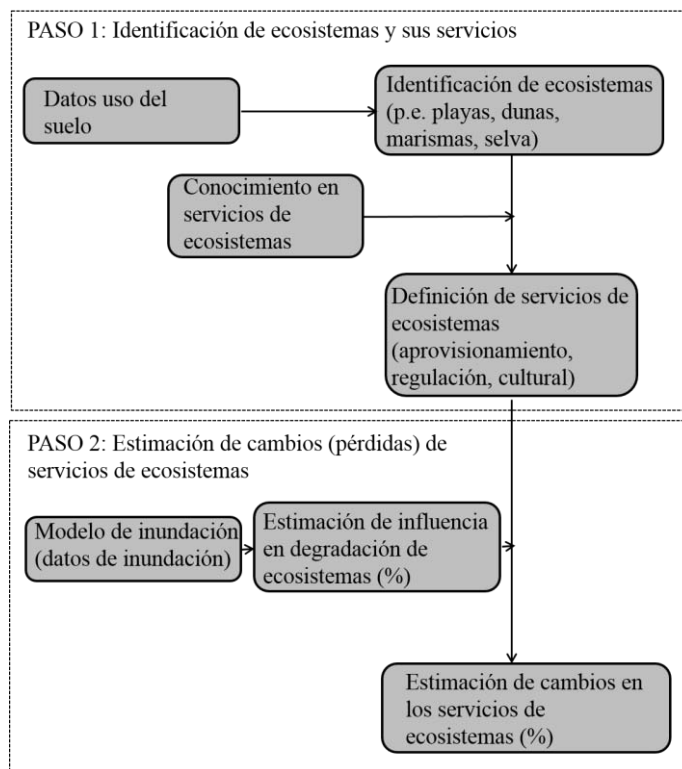 PASO 1: Identificación de ecosistemas y sus servicios
Datos uso del
suelo
Identificación de ecosistemas
(p.e. playas, dunas,
marismas, selva)
Conocimiento en
servicios de
ecosistemas
Definición de servicios de
ecosistemas
(aprovisionamiento,
regulación, cultural)
PASO 2: Estimación de cambios (pérdidas) de
servicios de ecosistemas
Modelo de inundación
(datos de inundación)
Estimación de influencia
en degradación de
ecosistemas (%)
Estimación de cambios en
los servicios de
ecosistemas (%)